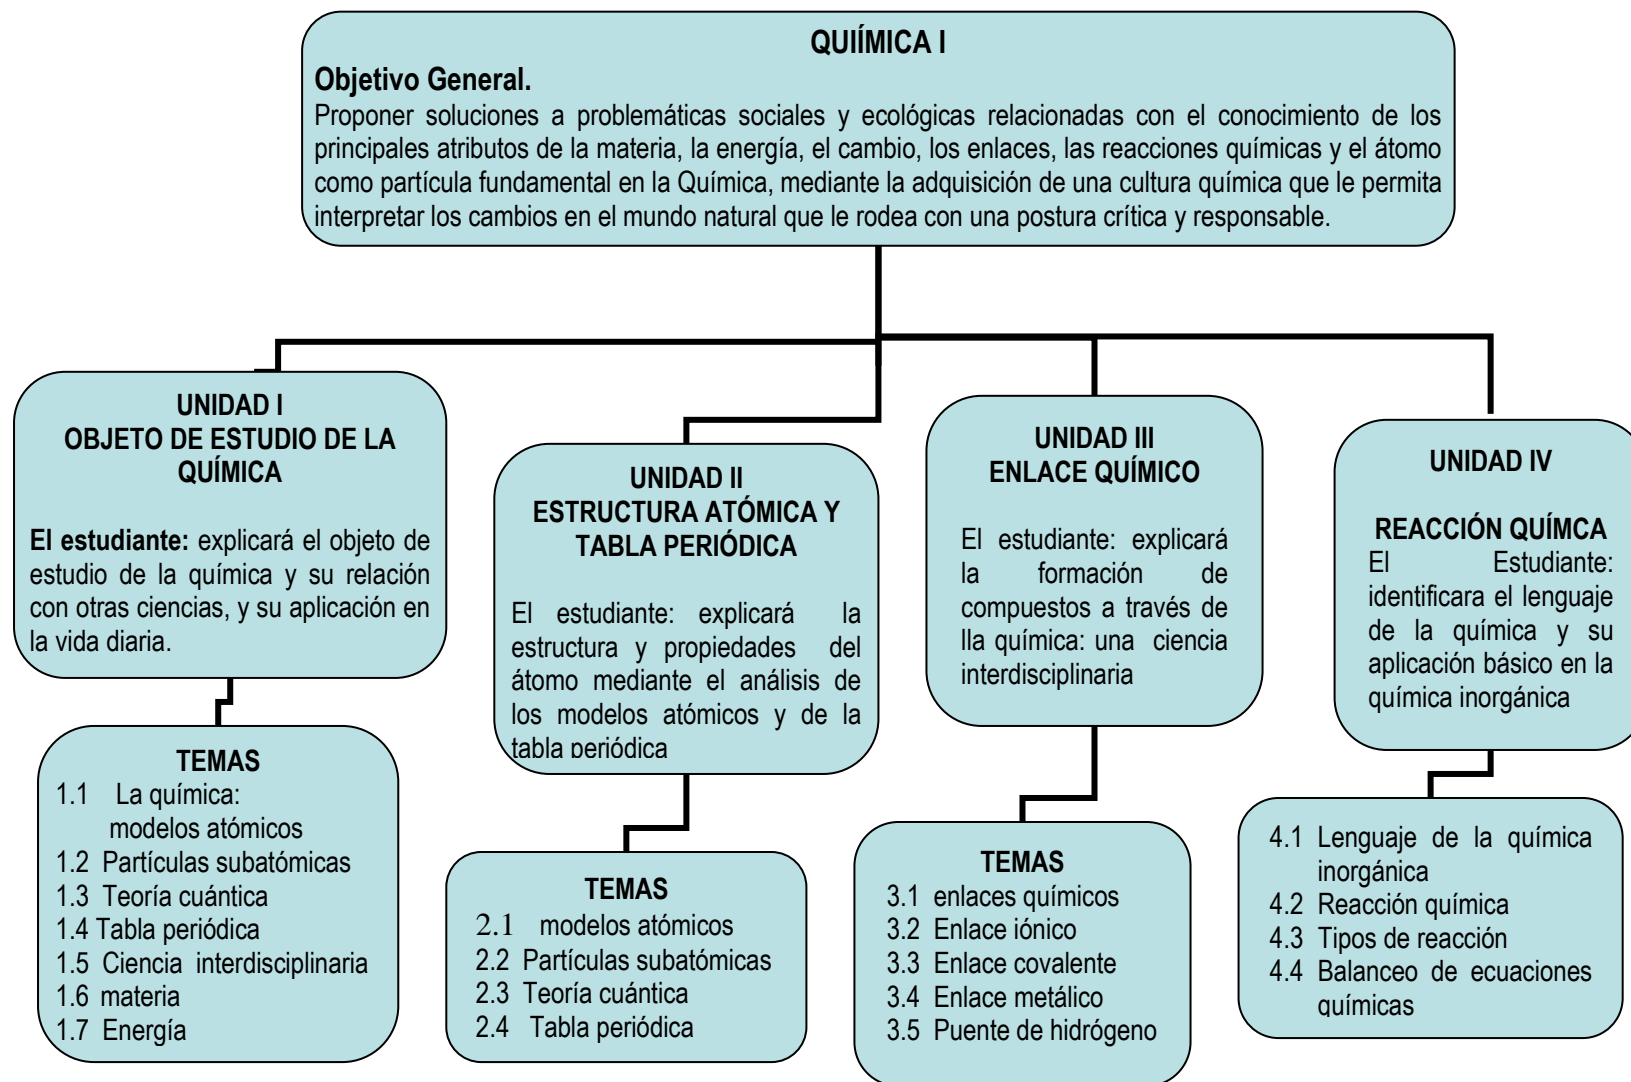 QUIÍMICA I
Objetivo General.
Proponer soluciones a problemáticas sociales y ecológicas relacionadas con el conocimiento de los
principales atributos de la materia, la energía, el cambio, los enlaces, las reacciones químicas y el átomo
como partícula fundamental en la Química, mediante la adquisición de una cultura química que le permita
interpretar los cambios en el mundo natural que le rodea con una postura crítica y responsable.
UNIDAD I
OBJETO DE ESTUDIO DE LA
QUÍMICA
El estudiante: explicará el objeto de
estudio de la química y su relación
con otras ciencias, y su aplicación en
la vida diaria.
TEMAS
1.1 La química:
modelos atómicos
1.2 Partículas subatómicas
1.3 Teoría cuántica
1.4 Tabla periódica
1.5 Ciencia interdisciplinaria
1.6 materia
1.7 Energía
UNIDAD II
ESTRUCTURA ATÓMICA Y
TABLA PERIÓDICA
El estudiante: explicará la
estructura y propiedades del
átomo mediante el análisis de
los modelos atómicos y de la
tabla periódica
TEMAS
2.1 modelos atómicos
2.2 Partículas subatómicas
2.3 Teoría cuántica
2.4 Tabla periódica
UNIDAD III
ENLACE QUÍMICO
El estudiante: explicará
la formación de
compuestos a través de
lla química: una ciencia
interdisciplinaria
TEMAS
3.1 enlaces químicos
3.2 Enlace iónico
3.3 Enlace covalente
3.4 Enlace metálico
3.5 Puente de hidrógeno
UNIDAD IV
REACCIÓN QUÍMCA
El Estudiante:
identificara el lenguaje
de la química y su
aplicación básico en la
química inorgánica
4.1 Lenguaje de la química
inorgánica
4.2 Reacción química
4.3 Tipos de reacción
4.4 Balanceo de ecuaciones
químicas